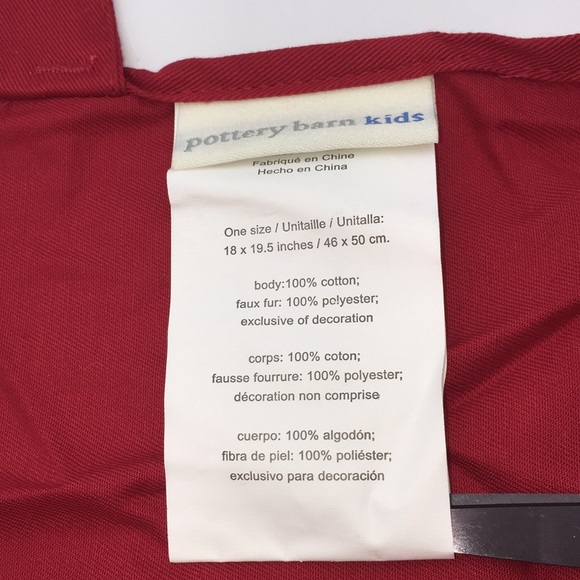 pottery barn kids
Fabriqué en Chine
Hecho en China
One size / Unitaille / Unitalla:
18 x 19.5 inches / 46 x 50 cm.
body:100% cotton;
faux fur: 100% polyester;
exclusive of decoration
corps: 100% coton;
fausse fourrure: 100% polyester;
décoration non comprise
cuerpo: 100% algodón;
fibra de piel: 100% poliéster;
exclusivo para decoración